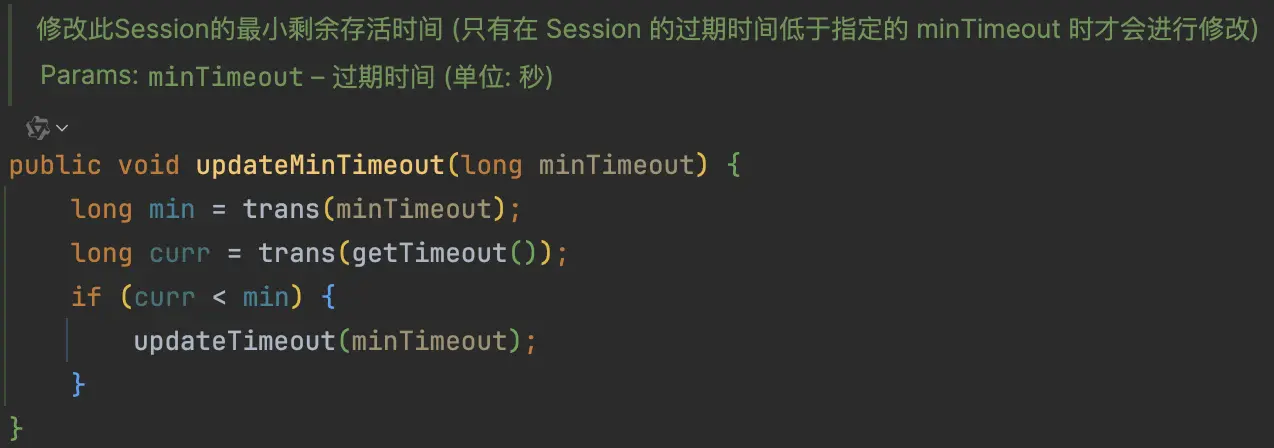 修改此Session的最小剩余存活时间 (只有在 Session 的过期时间低于指定的 minTimeout 时才会进行修改)
Params: minTimeout – 过期时间 (单位: 秒)
public void updateMinTimeout(long minTimeout) {
    long min = trans(minTimeout);
    long curr = trans(getTimeout());
    if (curr < min) {
        updateTimeout(minTimeout);
    }
}